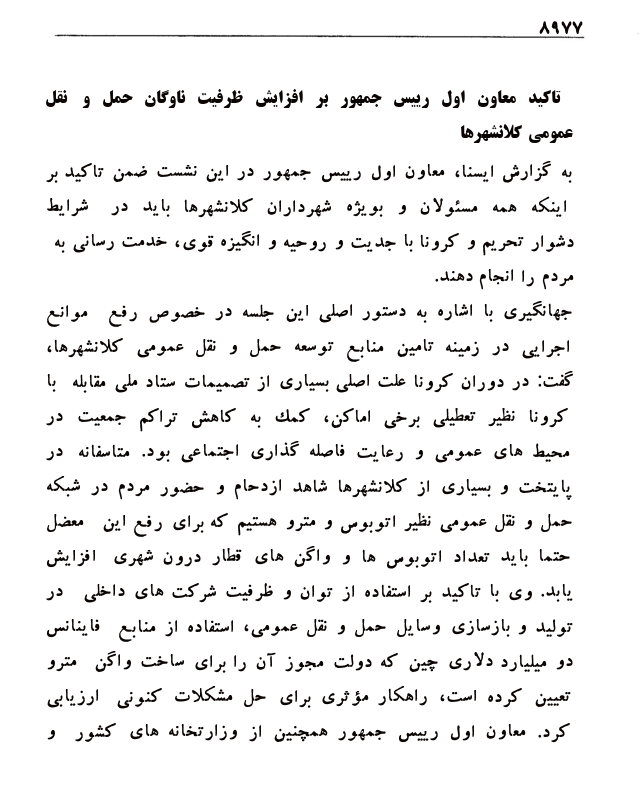 ۸۹۷۷
تاکید معاون اول رییس جمهور بر افزایش ظرفیت ناوگان حمل و نقل
عمومی کلانشهرها
به گزارش ایسنا، معاون اول رییس جمهور در این نشست ضمن تاکید بر
اینکه همه مسئولان و بویژه شهرداران کلانشهرها باید در شرایط
دشوار تحریم و کرونا با جدیت و روحیه و انگیزه قوی، خدمت رسانی به
مردم را انجام دهند.
جهانگیری با اشاره به دستور اصلی این جلسه در خصوص رفع موانع
اجرایی در زمینه تامین منابع توسعه حمل و نقل عمومی کلانشهرها،
گفت: در دوران کرونا علت اصلی بسیاری از تصمیمات ستاد ملی مقابله با
کرونا نظیر تعطیلی برخی اماکن، کمك به کاهش تراکم جمعیت در
محیط های عمومی و رعایت فاصله گذاری اجتماعی بود. متاسفانه در
پایتخت و بسیاری از کلانشهرها شاهد ازدحام و حضور مردم در شبکه
حمل و نقل عمومی نظیر اتوبوس و مترو هستیم که برای رفع این معضل
حتما باید تعداد اتوبوس ها و واگن های قطار درون شهری افزایش
یابد. وی با تاکید بر استفاده از توان و ظرفیت شرکت های داخلی در
تولید و بازسازی وسایل حمل و نقل عمومی، استفاده از منابع فاینانس
دو میلیارد دلاری چین که دولت مجوز آن را برای ساخت واگن مترو
تعیین کرده است، راهکار مؤثری برای حل مشکلات کنونی ارزیابی
کرد. معاون اول رییس جمهور همچنین از وزارتخانه های کشور و